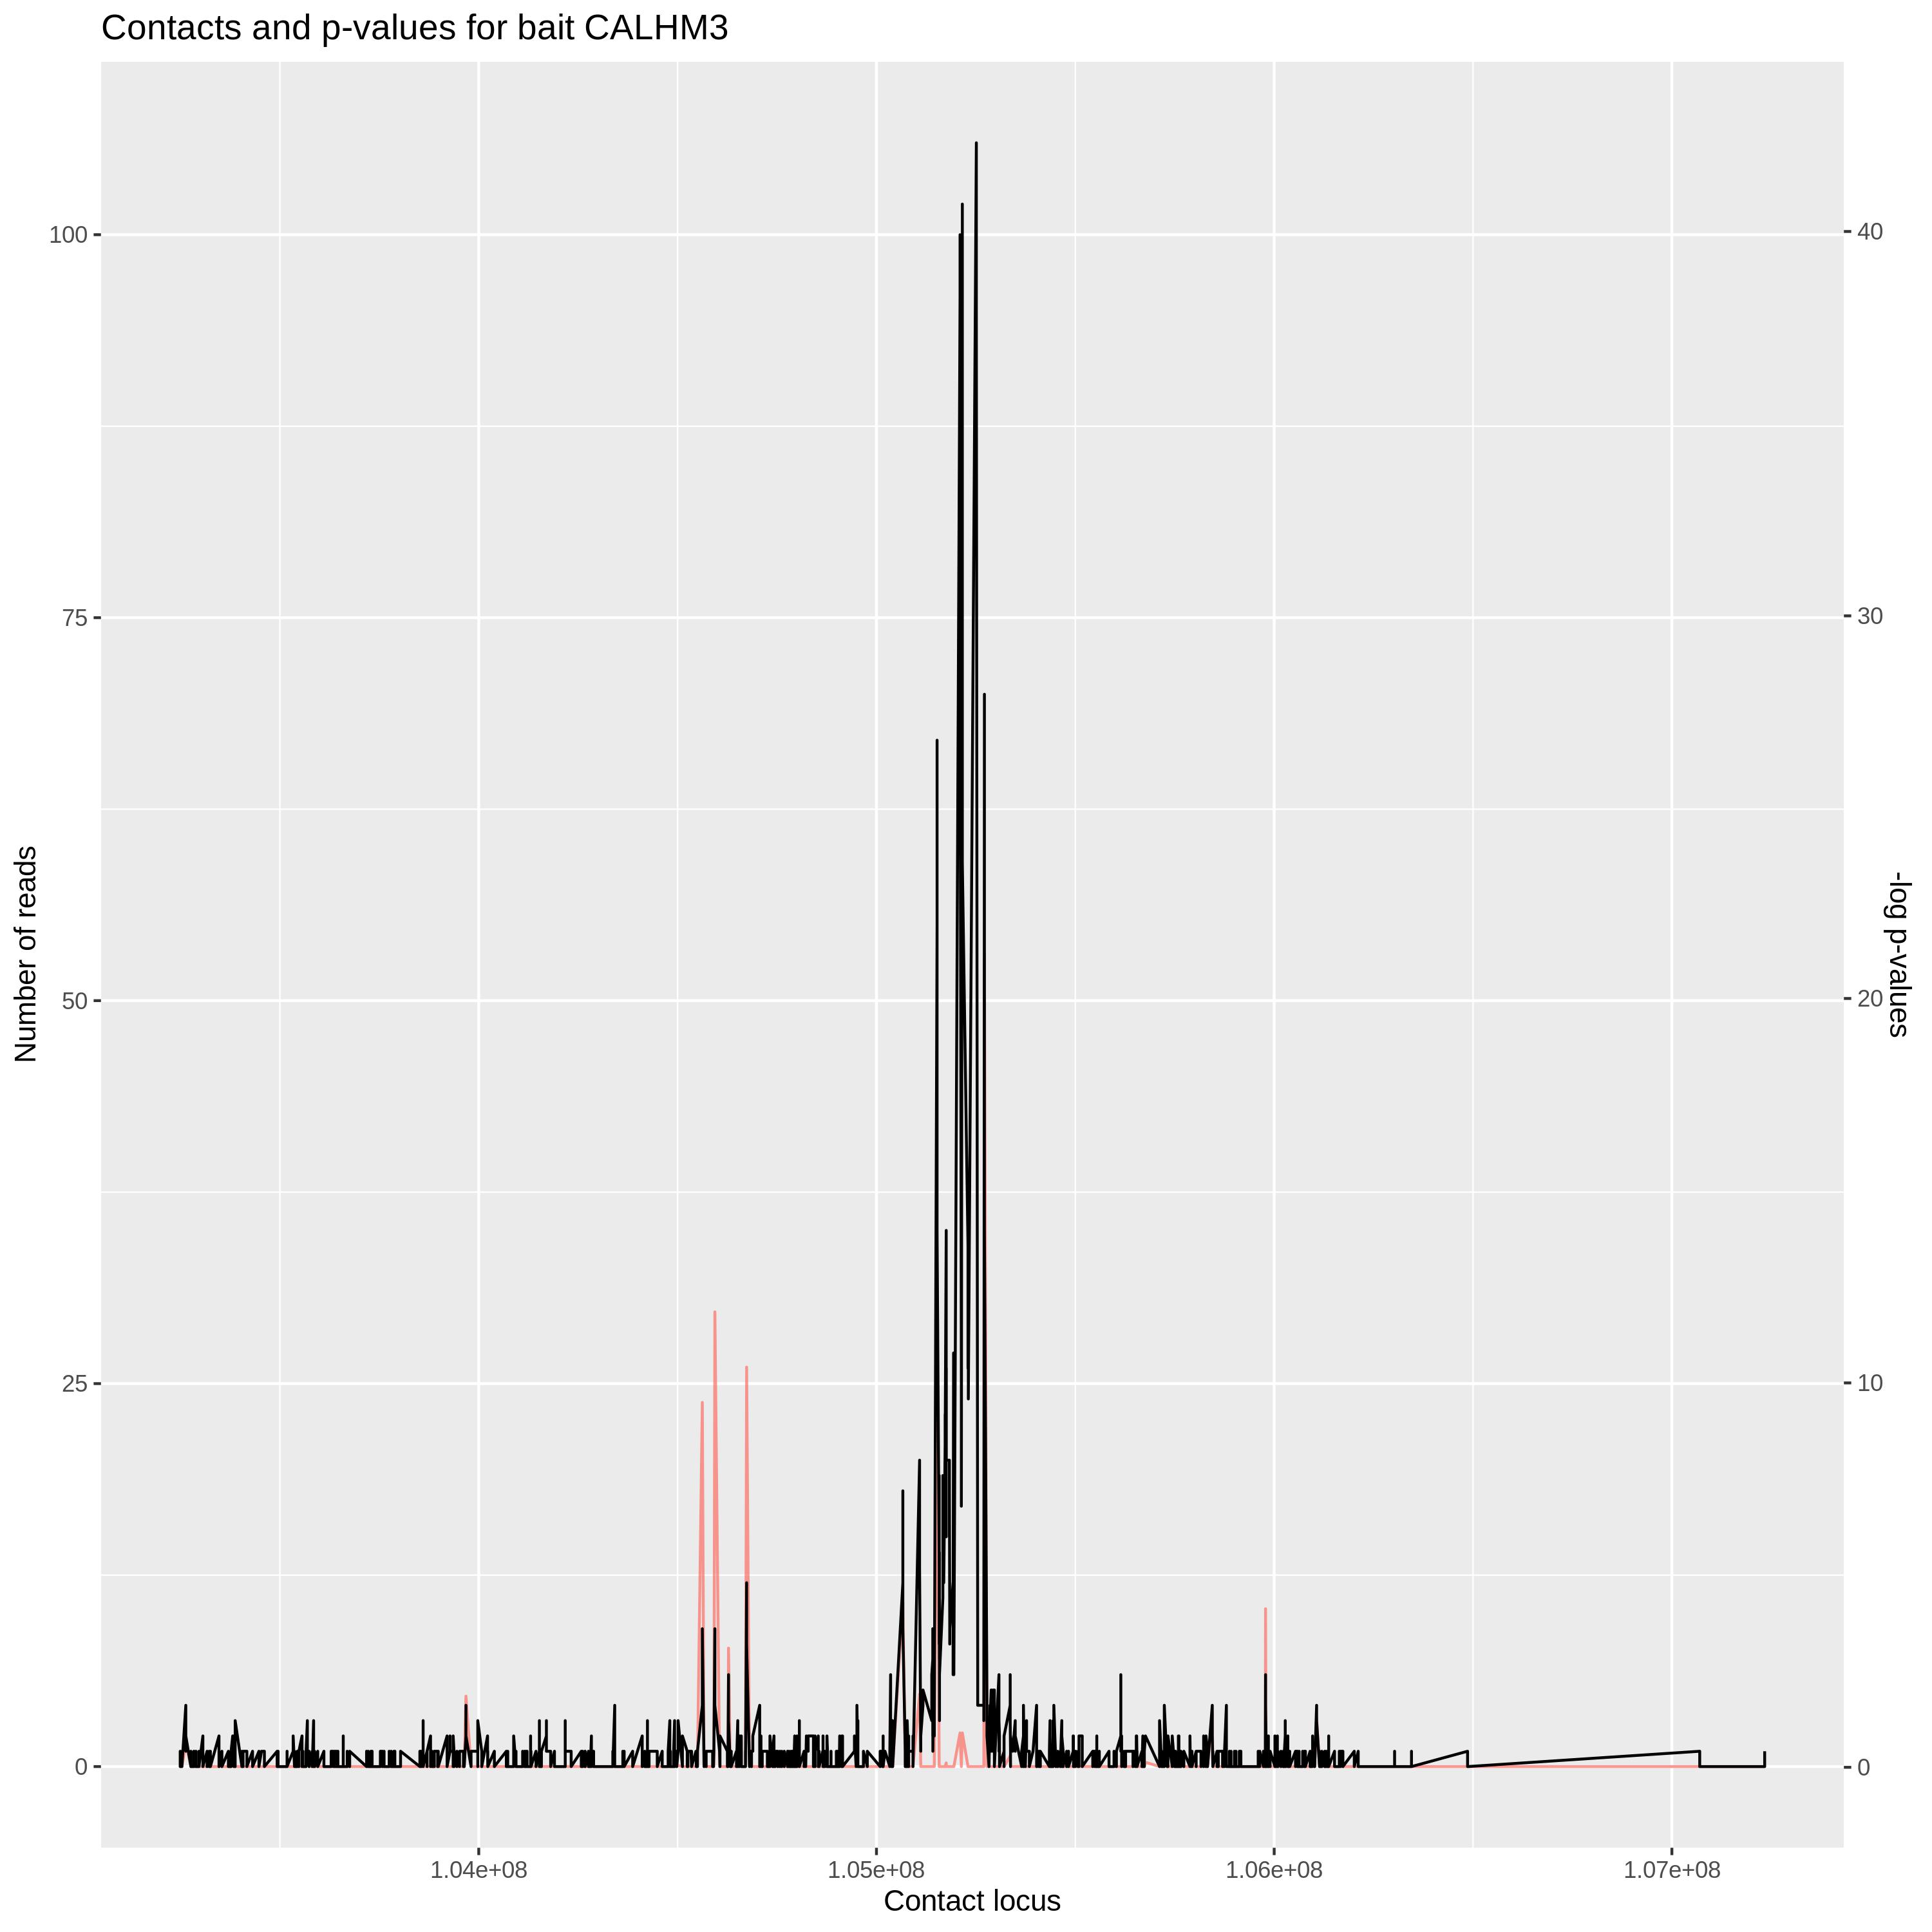 Contacts and p-values for bait CALHM3
100
75
50
25
0
Number of reads
40
30
20
10
0
-log p-values
1.04e+08
1.05e+08
1.06e+08
1.07e+08
Contact locus